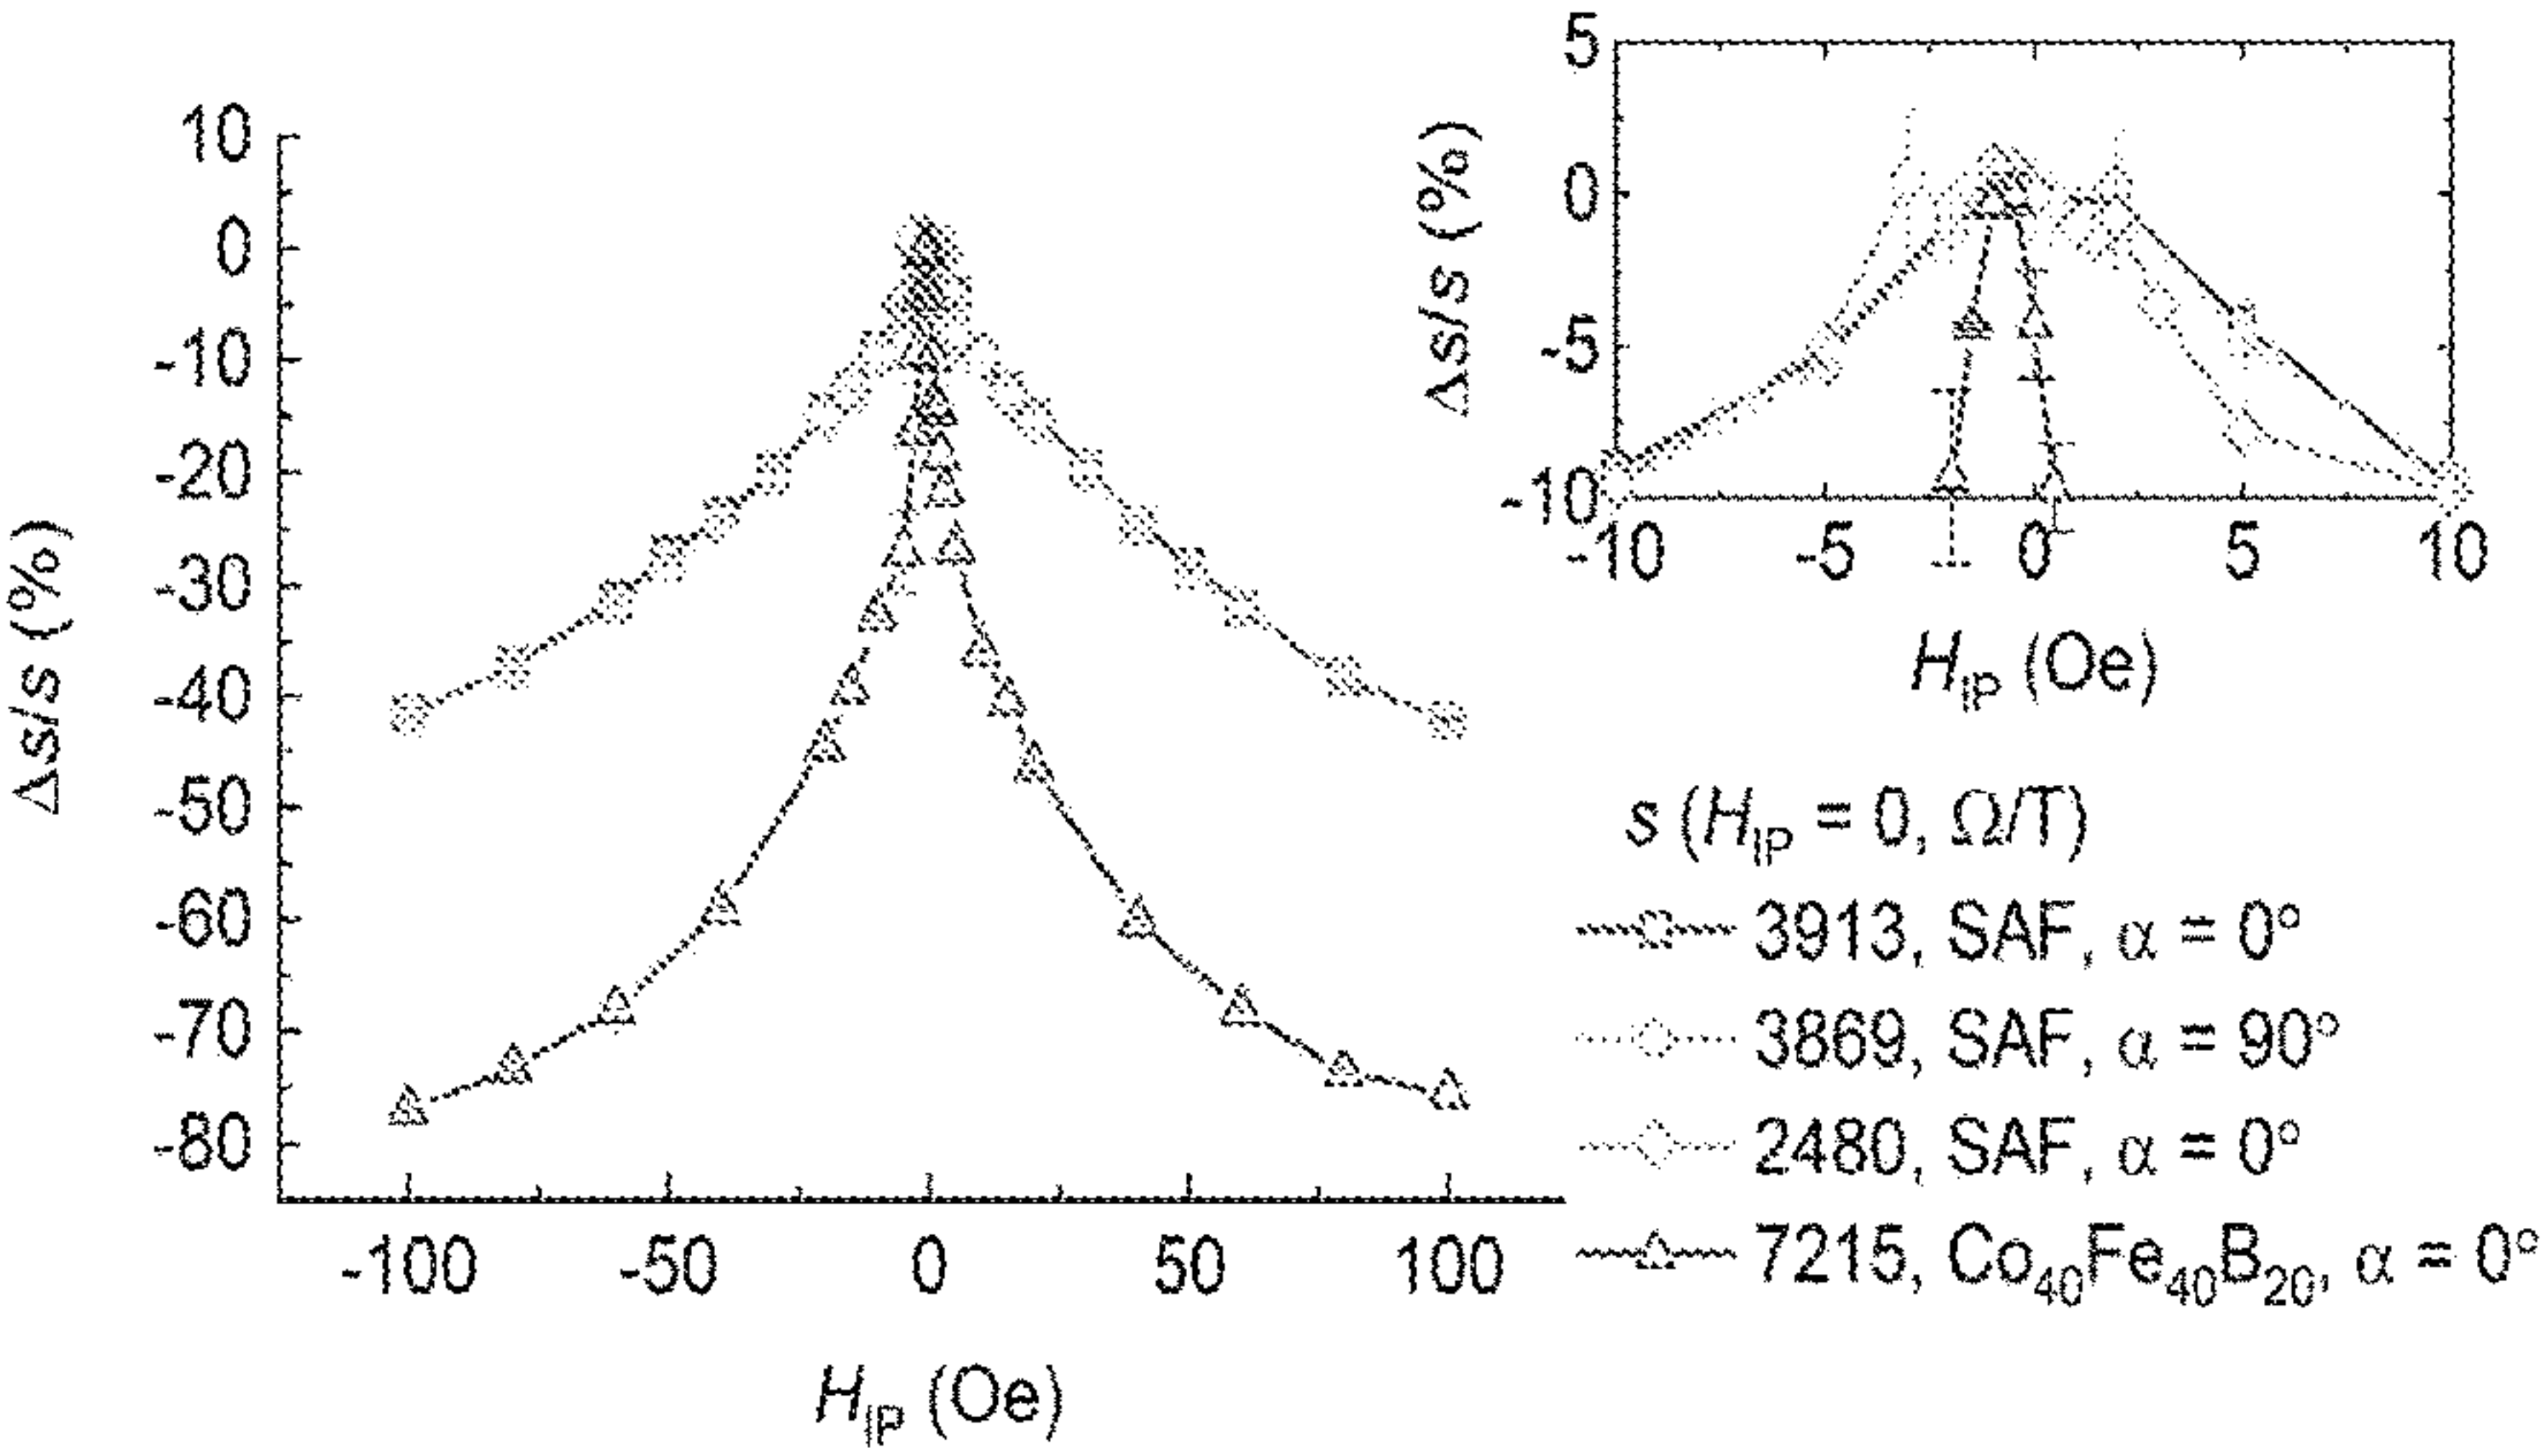 10
0
-10
-20
-30
-40
-50
-60
-70
-80
Δs/s (%)
-100 -50 0 50 100
H_IP (Oe)
5
0
-5
-10
Δs/s (%)
-10 -5 0 5 10
H_IP (Oe)
s (H_IP = 0, Ω/T)
3913, SAF, α = 0°
3869, SAF, α = 90°
2480, SAF, α = 0°
7215, Co₄₀Fe₄₀B₂₀, α = 0°